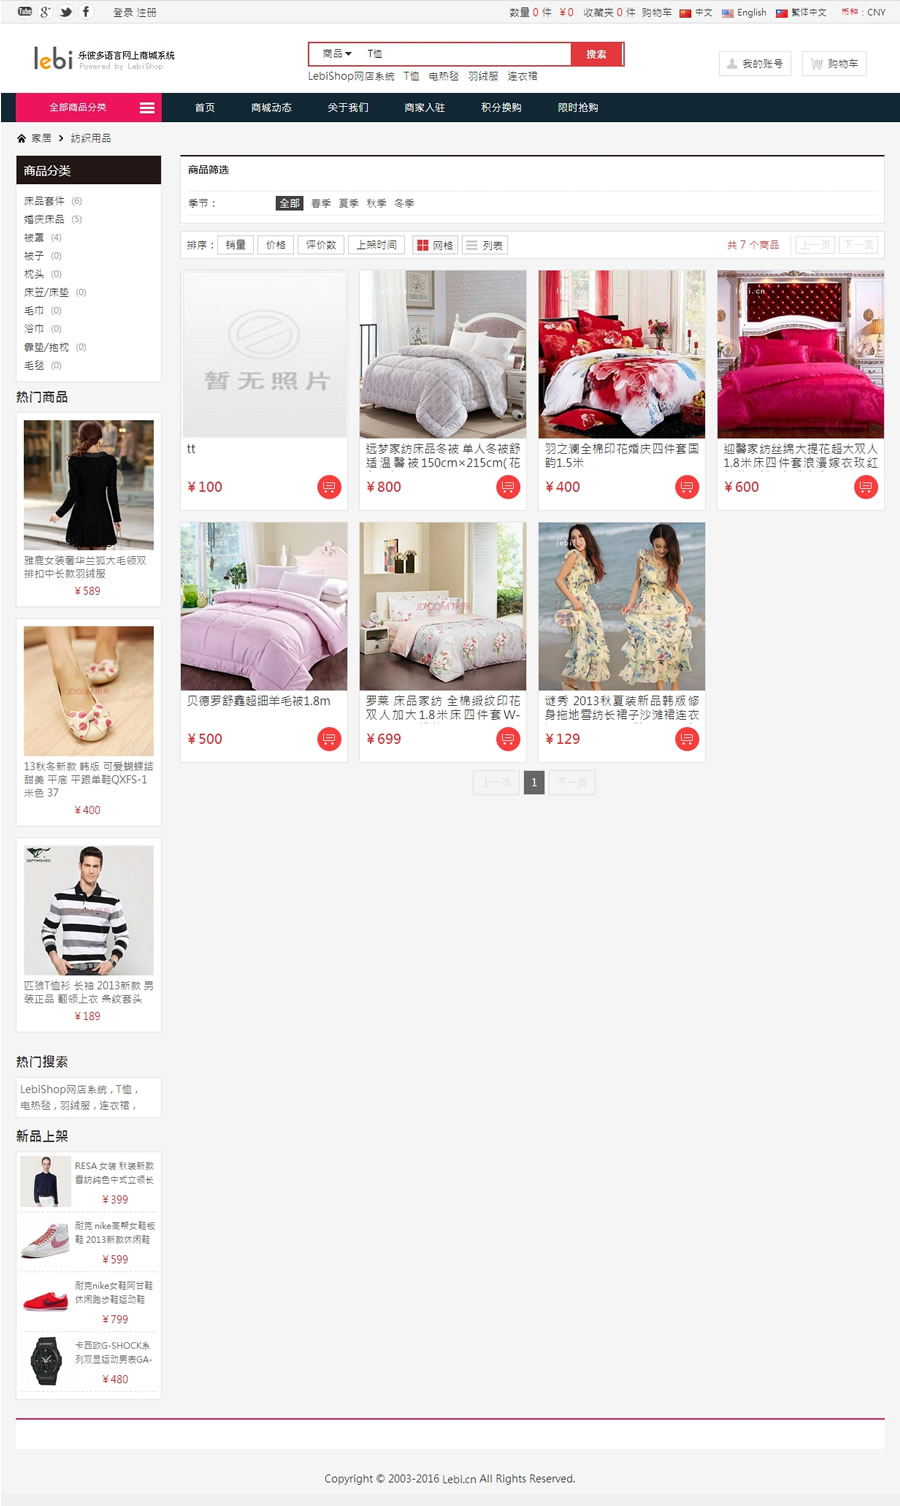 登录 注册
数量 0 件 ¥0 收藏夹 0 件 购物车 中文 English 繁体中文 币种：CNY
lebi 乐彼多语言网上商城系统
Powered by LebiShop
商品 T恤 搜索
LebiShop网店系统 T恤 电热毯 羽绒服 连衣裙
我的账号 购物车
全部商品分类 首页 商城动态 关于我们 商家入驻 积分换购 限时抢购
家居 纺织用品
商品分类
床品套件 (6)
婚庆床品 (5)
被罩 (4)
被子 (0)
枕头 (0)
床笠/床垫 (0)
毛巾 (0)
浴巾 (0)
靠垫/抱枕 (0)
毛毯 (0)
热门商品
雅鹿女装奢华兰狐大毛领双
排扣中长款羽绒服
¥589
13秋冬新款 韩版 可爱蝴蝶结
甜美 平底 平跟单鞋QXFS-1
米色 37
¥400
SEPTWOLVES
匹狼T恤衫 长袖 2013新款 男
装正品 翻领上衣 条纹套头
¥189
热门搜索
LebiShop网店系统 , T恤 ,
电热毯 , 羽绒服 , 连衣裙 ,
新品上架
RESA 女装 秋装新款
雪纺纯色中式立领长
¥399
耐克 nike高帮女鞋板
鞋 2013新款休闲鞋
¥599
耐克nike女鞋阿甘鞋
休闲跑步鞋运动鞋
¥799
卡西欧G-SHOCK系
列双显运动男表GA-
¥480
商品筛选
季节： 全部 春季 夏季 秋季 冬季
排序： 销量 价格 评价数 上架时间 网格 列表
共 7 个商品 上一页 下一页
暂无照片
tt
¥100
远梦家纺床品冬被 单人冬被舒
适温馨被150cm×215cm(花
¥800
羽之澜全棉印花婚庆四件套国
韵1.5米
¥400
lebi.cn
迎馨家纺丝绵大提花超大双人
1.8米床四件套浪漫嫁衣玫红
¥600
贝德罗舒鑫超细羊毛被1.8m
¥500
罗莱 床品家纺 全棉缎纹印花
双人加大1.8米床四件套W-
¥699
谜秀 2013秋夏装新品韩版修
身拖地雪纺长裙子沙滩裙连衣
¥129
上一页 1 下一页
Copyright © 2003-2016 Lebi.cn All Rights Reserved.